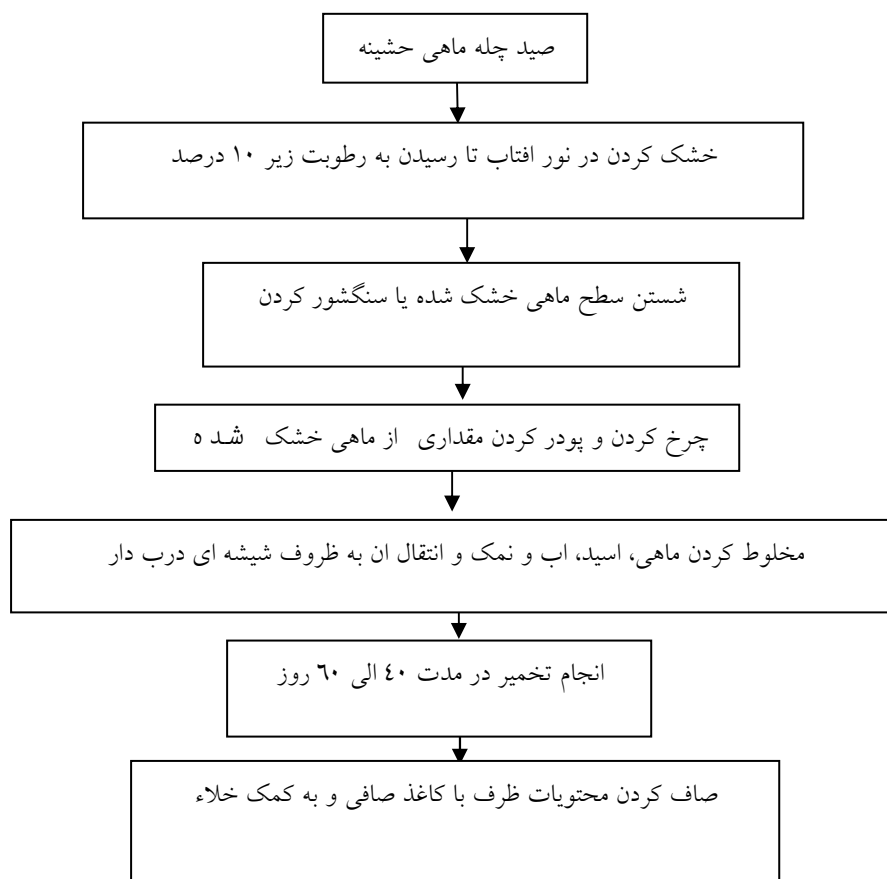 صید چله ماهی حشینه
خشک کردن در نور افتاب تا رسیدن به رطوبت زیر ۱۰ درصد
شستن سطح ماهی خشک شده یا سنگشور کردن
چرخ کردن و پودر کردن مقداری از ماهی خشک شده
مخلوط کردن ماهی، اسید، اب و نمک و انتقال ان به ظروف شیشه ای درب دار
انجام تخمیر در مدت ٤۰ الی ٦۰ روز
صاف کردن محتویات ظرف با کاغذ صافی و به کمک خلاء